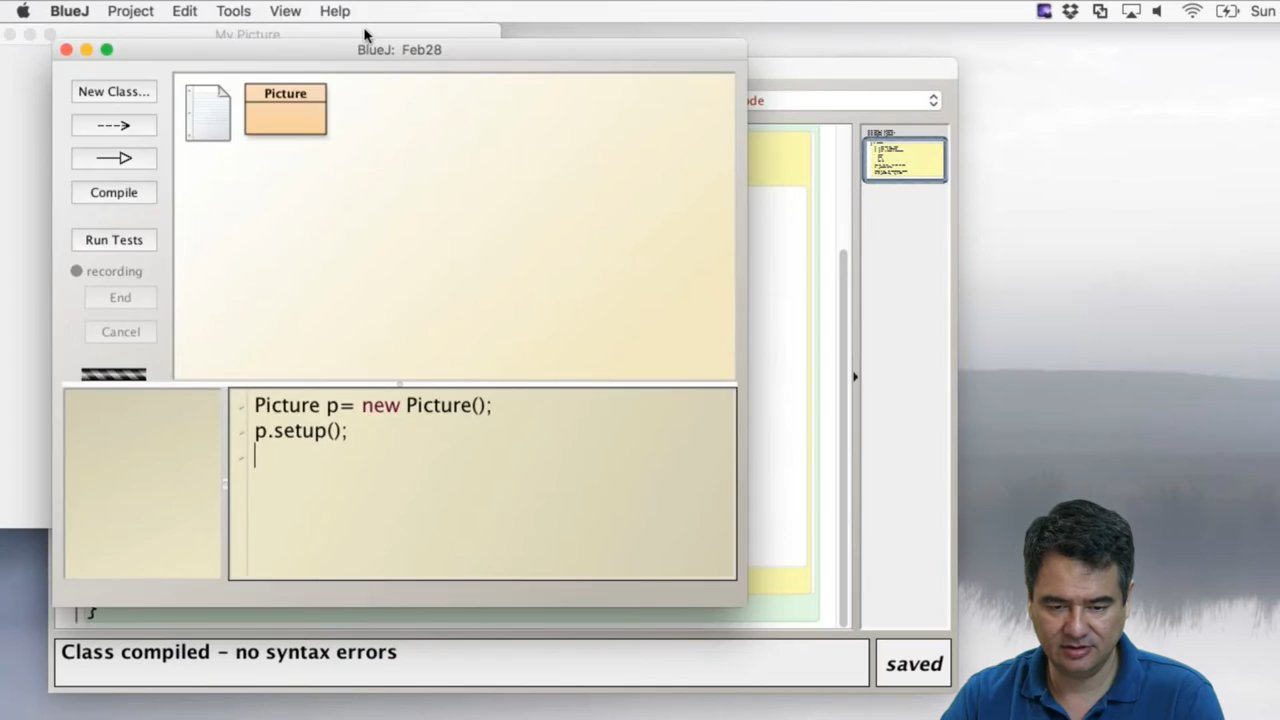 BlueJ Project Edit Tools View Help Sun
My Picture
BlueJ: Feb28
New Class...
Picture
ode
Compile
Run Tests
recording
End
Cancel
Picture p= new Picture();
p.setup();
}
Class compiled - no syntax errors
saved